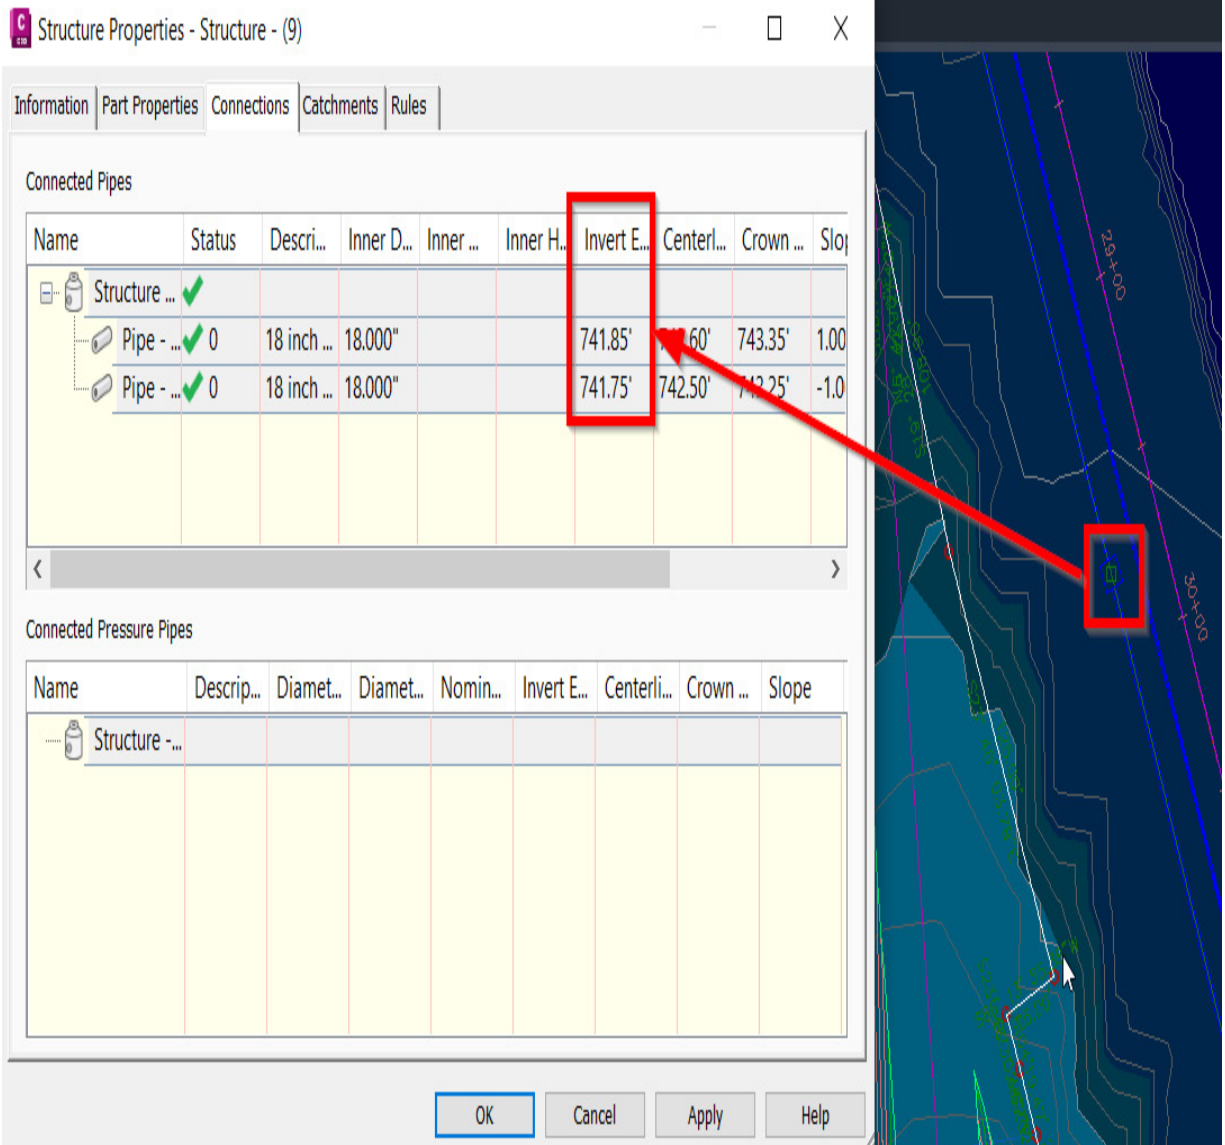 C
C3D
Structure Properties - Structure - (9)
Information Part Properties Connections Catchments Rules
Connected Pipes
Name Status Descri... Inner D... Inner ... Inner H.. Invert E... Centerl... Crown ... Slop
Structure ...
Pipe - ... 0 18 inch ... 18.000" 741.85' 60' 743.35' 1.00
Pipe - ... 0 18 inch ... 18.000" 741.75' 742.50' -1.0
Connected Pressure Pipes
Name Descrip... Diamet... Diamet... Nomin... Invert E... Centerli... Crown ... Slope
Structure -...
OK Cancel Apply Help
29+00
30+00